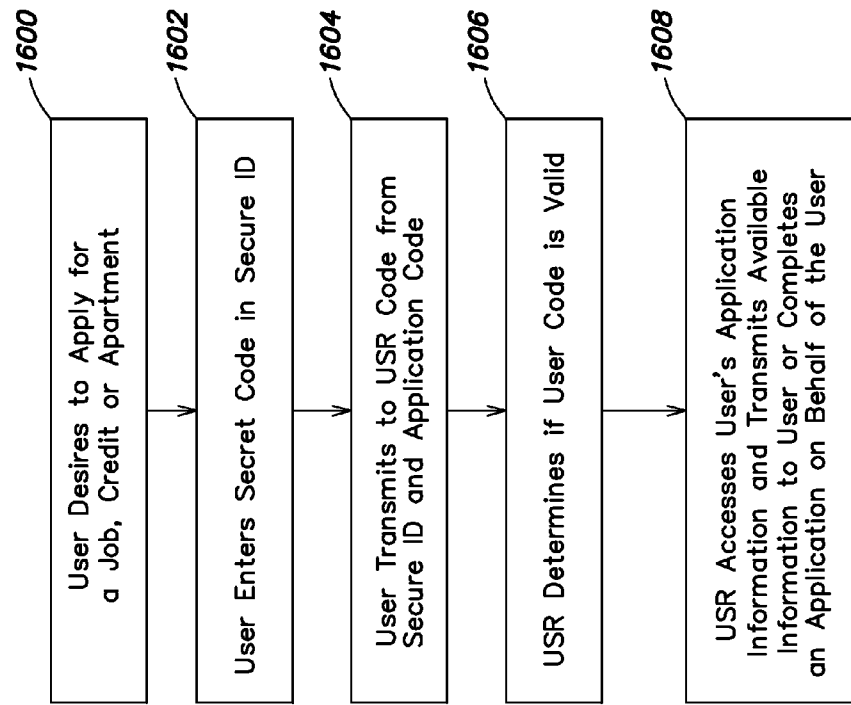 1600
User Desires to Apply for
a Job, Credit or Apartment
1602
User Enters Secret Code in Secure ID
1604
User Transmits to USR Code from
Secure ID and Application Code
1606
USR Determines if User Code is Valid
1608
USR Accesses User's Application
Information and Transmits Available
Information to User or Completes
an Application on Behalf of the User